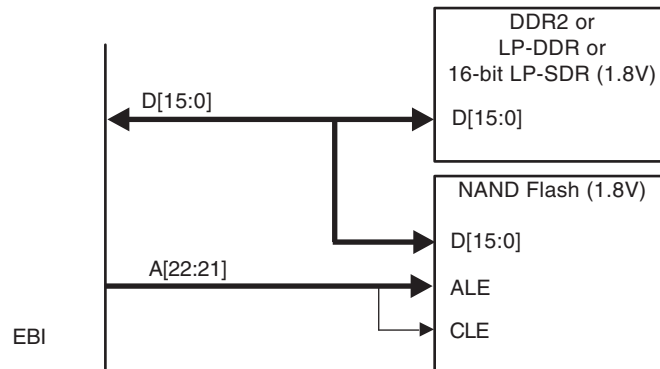 DDR2 or
LP-DDR or
16-bit LP-SDR (1.8V)
D[15:0]
D[15:0]
NAND Flash (1.8V)
D[15:0]
A[22:21]
ALE
CLE
EBI